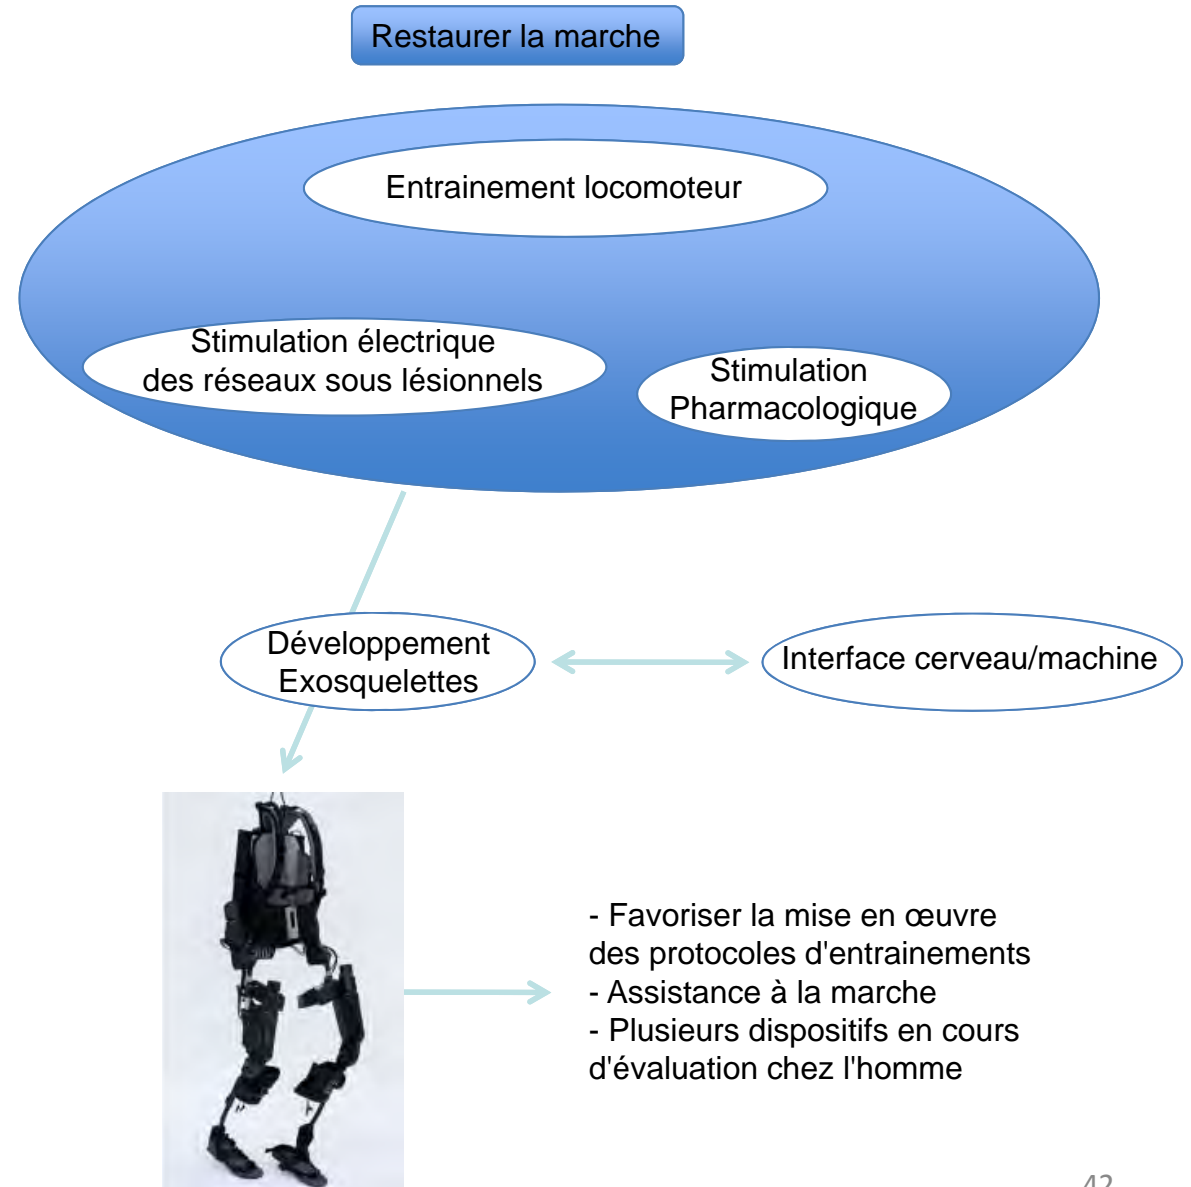 Restaurer la marche
Entrainement locomoteur
Stimulation électrique
des réseaux sous lésionnels
Stimulation
Pharmacologique
Développement
Exosquelettes
Interface cerveau/machine
- Favoriser la mise en œuvre
des protocoles d'entrainements
- Assistance à la marche
- Plusieurs dispositifs en cours
d'évaluation chez l'homme
42